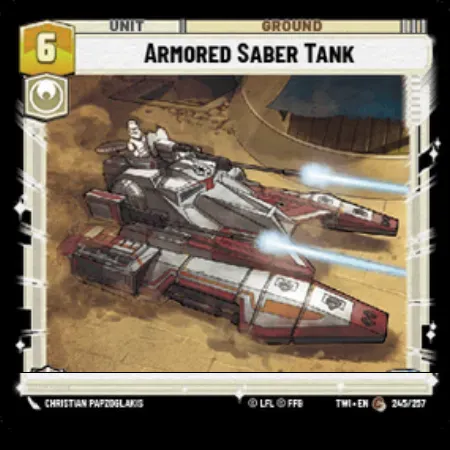 UNIT GROUND
6
ARMORED SABER TANK
CHRISTIAN PAPZOGLAKIS © LFL © FFG TWI • EN 245/257